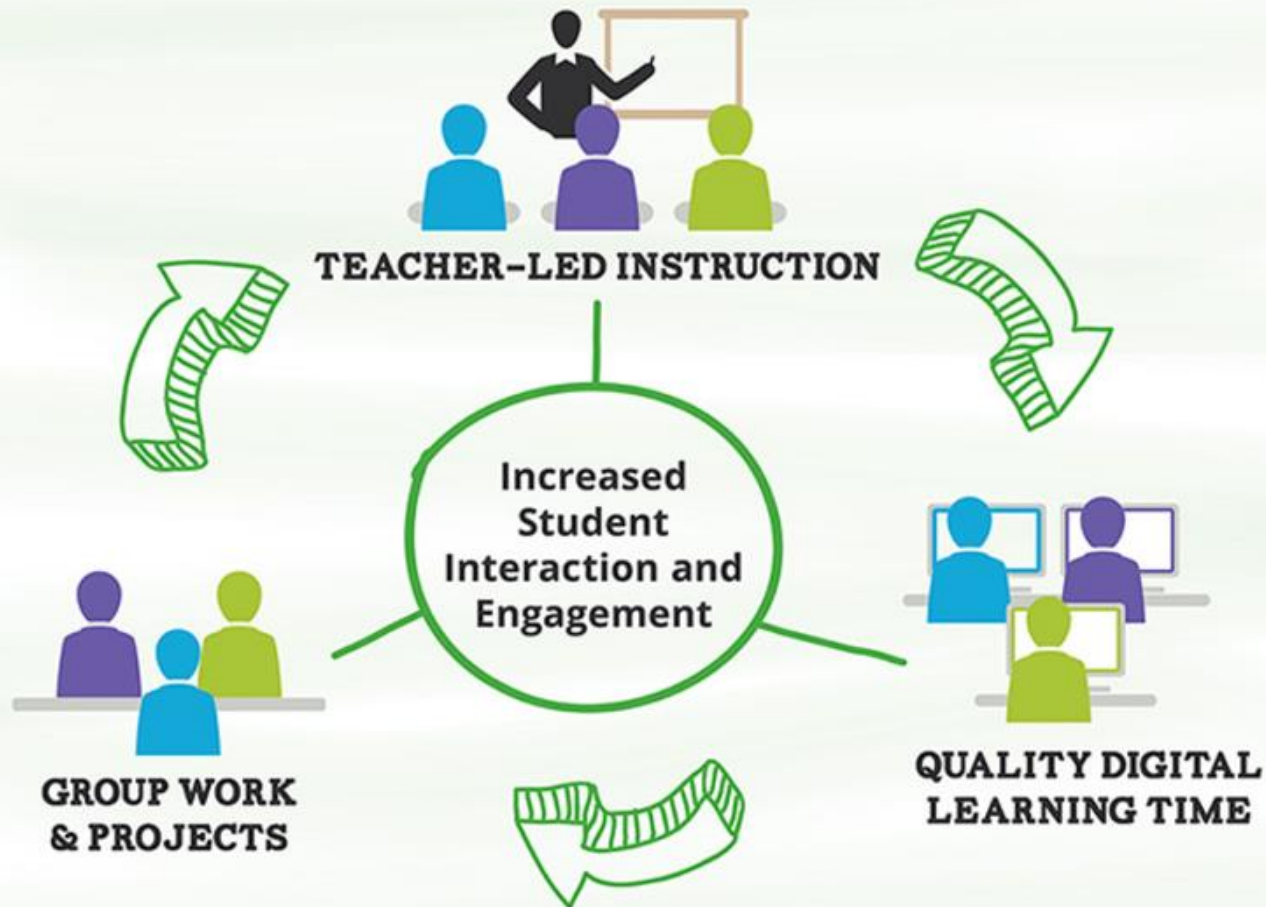 TEACHER-LED INSTRUCTION
Increased
Student
Interaction and
Engagement
GROUP WORK
& PROJECTS
QUALITY DIGITAL
LEARNING TIME